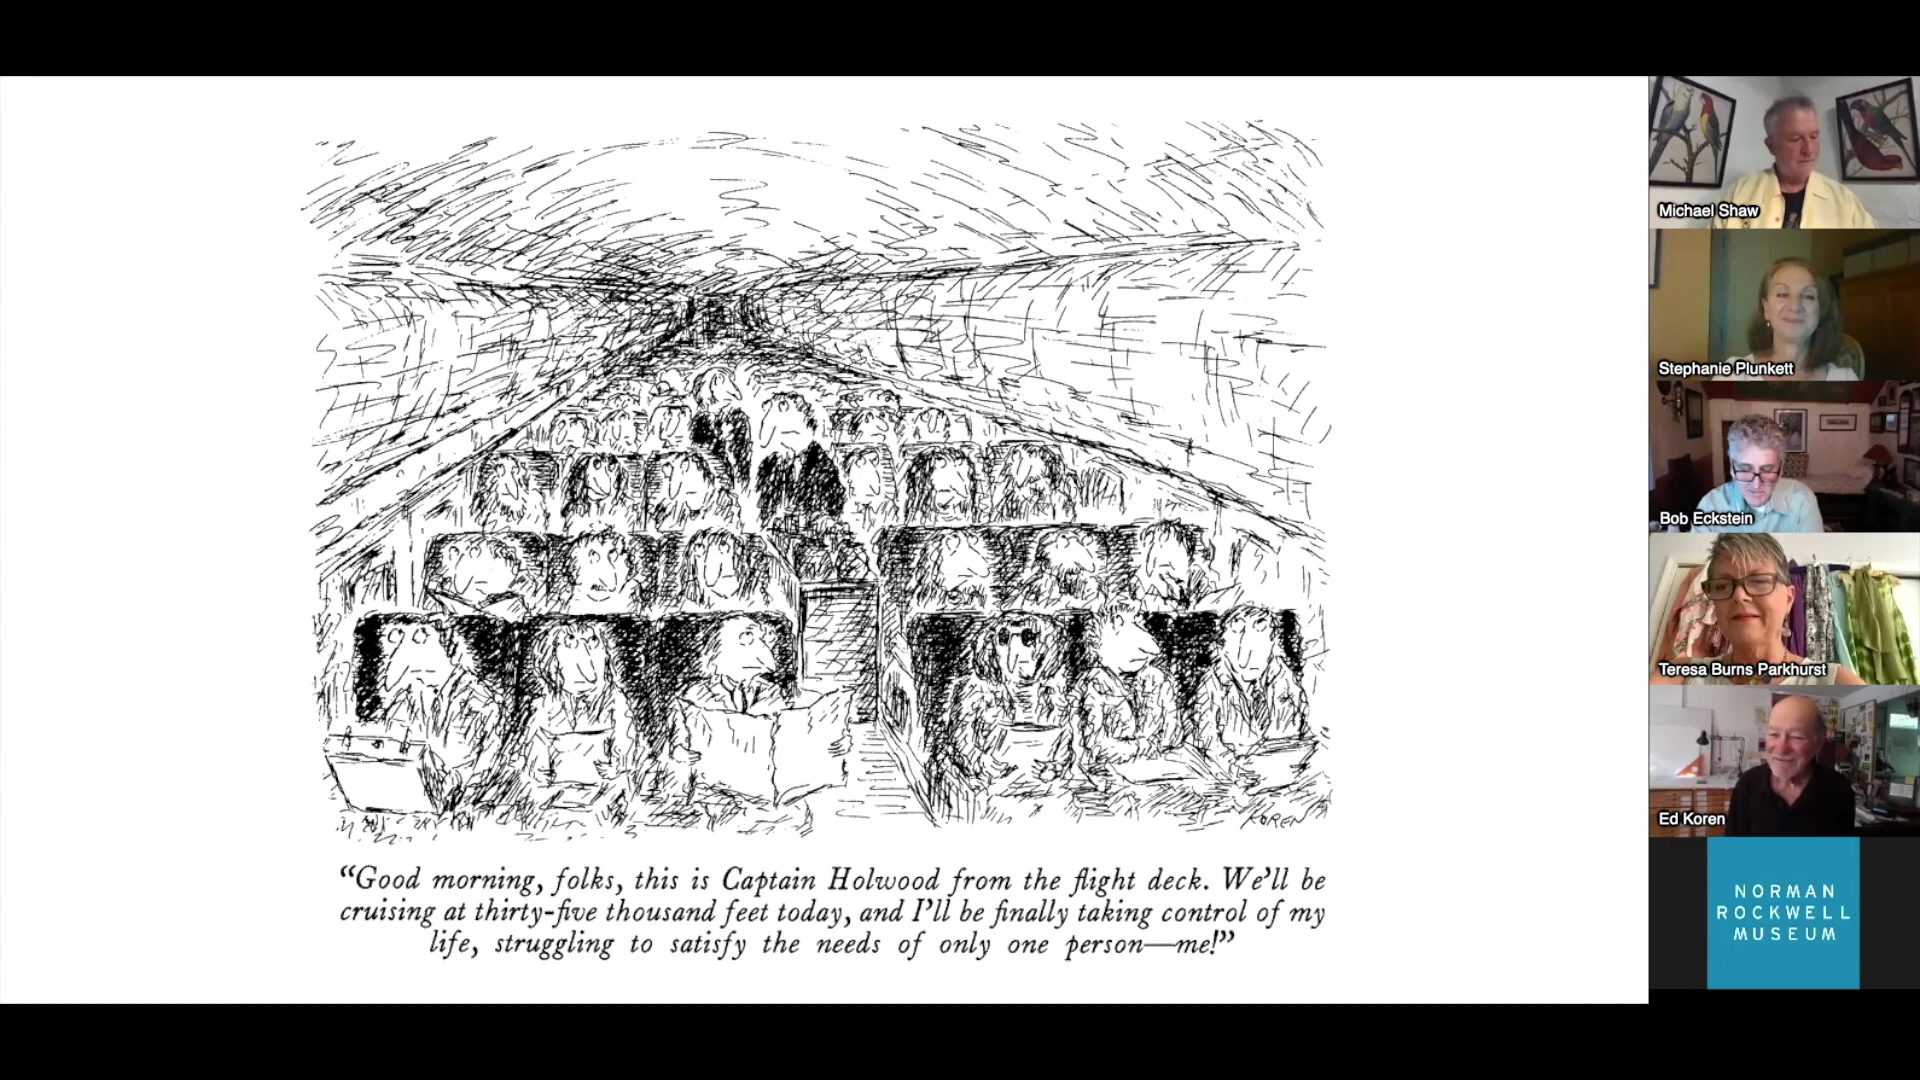 KOREN
“Good morning, folks, this is Captain Holwood from the flight deck. We’ll be
cruising at thirty-five thousand feet today, and I’ll be finally taking control of my
life, struggling to satisfy the needs of only one person—me!”
Michael Shaw
Stephanie Plunkett
Bob Eckstein
Teresa Burns Parkhurst
Ed Koren
NORMAN
ROCKWELL
MUSEUM